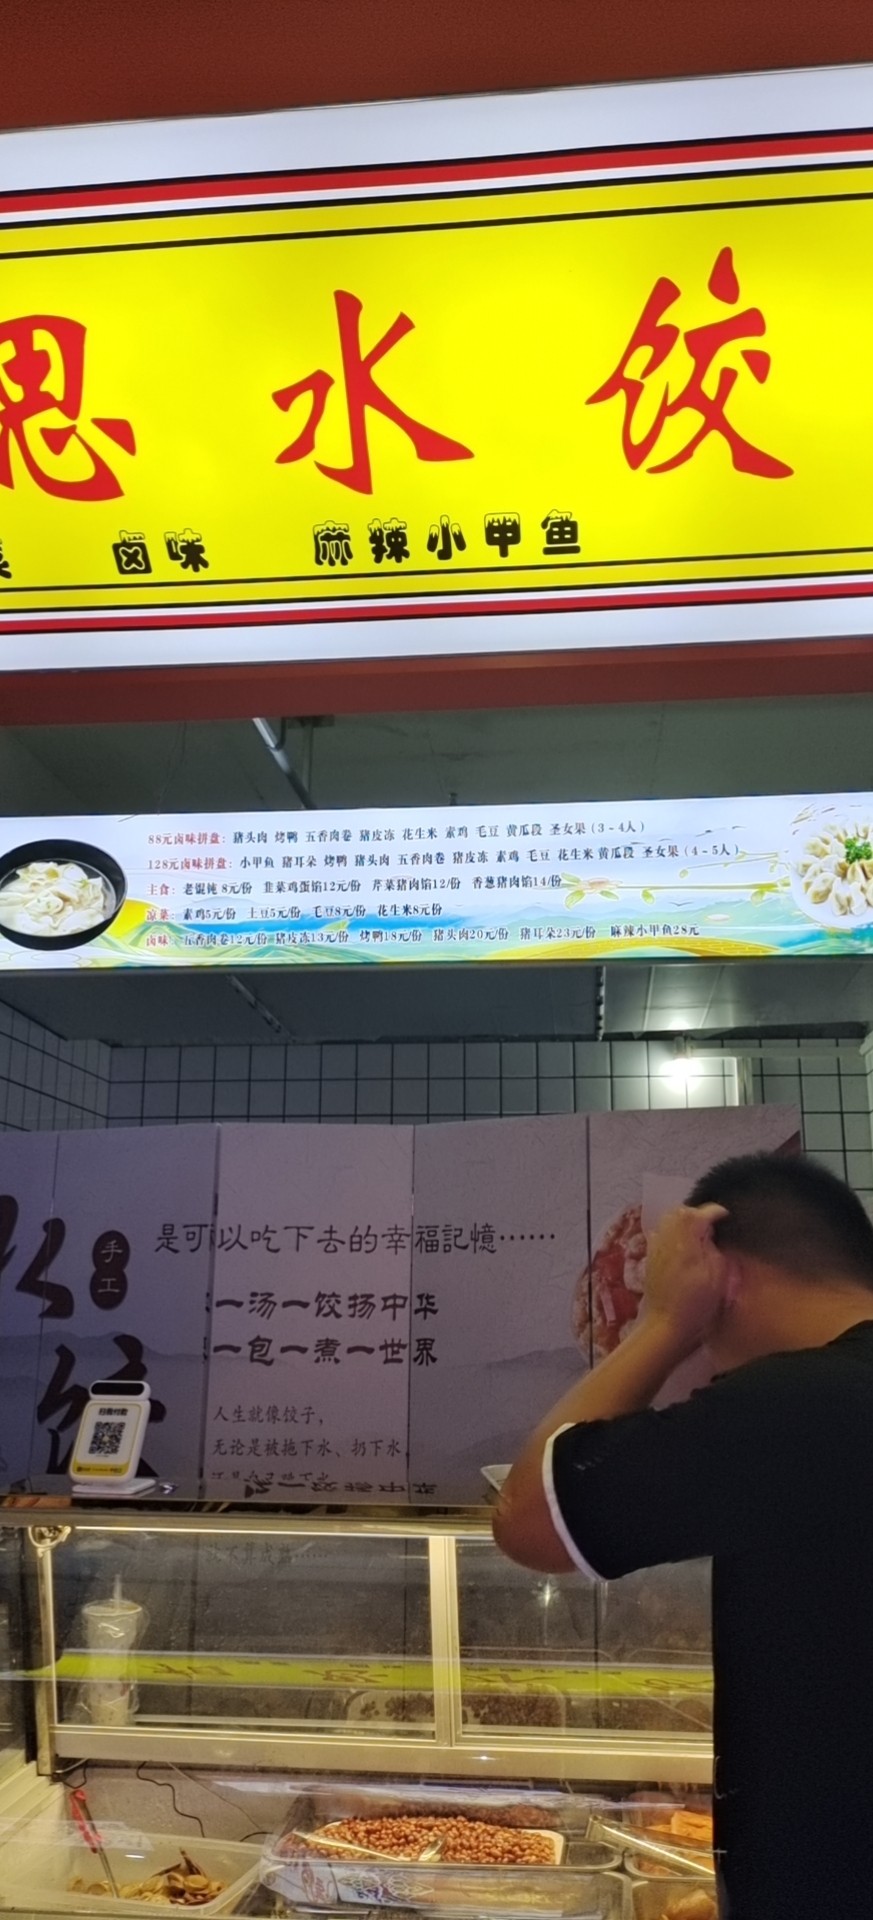 思水饺
卤味 麻辣小甲鱼
88元卤味拼盘: 猪头肉 烤鸭 五香肉卷 猪皮冻 花生米 素鸡 毛豆 黄瓜段 圣女果(3-4人)
128元卤味拼盘: 小甲鱼 猪耳朵 烤鸭 猪头肉 五香肉卷 猪皮冻 素鸡 毛豆 花生米 黄瓜段 圣女果(4-5人)
主食: 老馄饨8元/份 韭菜鸡蛋馅12元/份 芹菜猪肉馅12/份 香葱猪肉馅14/份
凉菜: 素鸡5元/份 土豆5元/份 毛豆8元/份 花生米8元/份
卤味: 五香肉卷12元/份 猪皮冻13元/份 烤鸭18元/份 猪头肉20元/份 猪耳朵23元/份 麻辣小甲鱼28元
水饺
手工
是可以吃下去的幸福記憶……
一汤一饺扬中华
一包一煮一世界
人生就像饺子，
无论是被拖下水、扔下水，
扫码付款